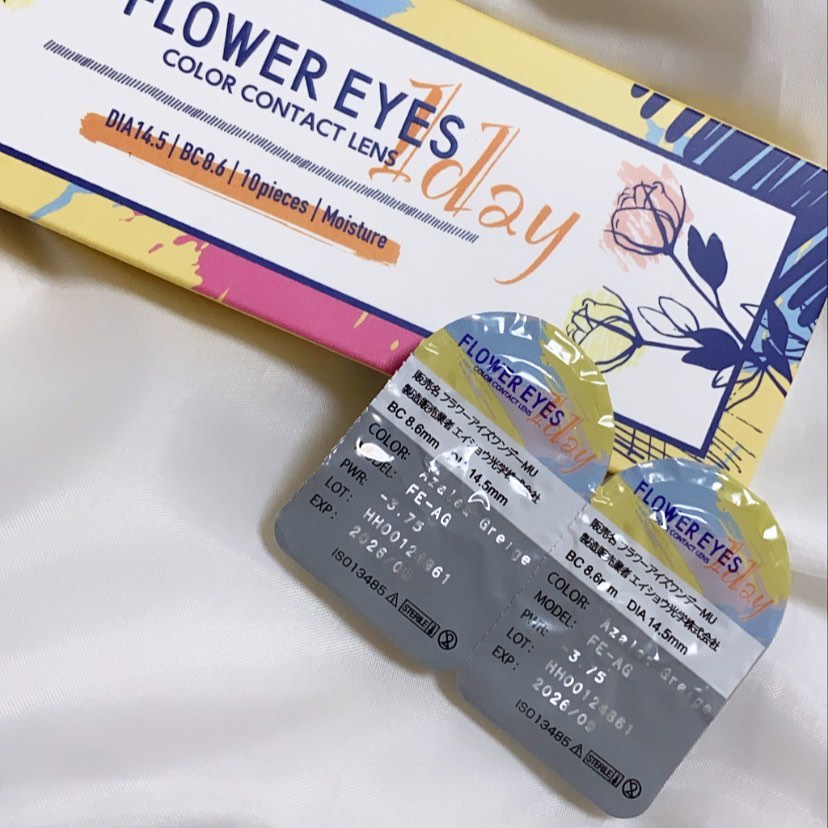 FLOWER EYES
COLOR CONTACT LENS
1day
DIA14.5 | BC8.6 | 10pieces | Moisture
FLOWER EYES
COLOR CONTACT LENS
1day
販売名 フラワーアイズワンデーMU
製造販売業者 エイショウ光学株式会社
BC 8.6mm DIA 14.5mm
COLOR: Azalea Greige
MODEL: FE-AG
PWR: -3.75
LOT:
EXP:
ISO13485
STERILE
FLOWER EYES
COLOR CONTACT LENS
1day
販売名 フラワーアイズワンデーMU
製造販売業者 エイショウ光学株式会社
BC 8.6mm DIA 14.5mm
COLOR: Azalea Greige
MODEL: FE-AG
PWR: -3.75
LOT: HH00124861
EXP:
ISO13485
STERILE